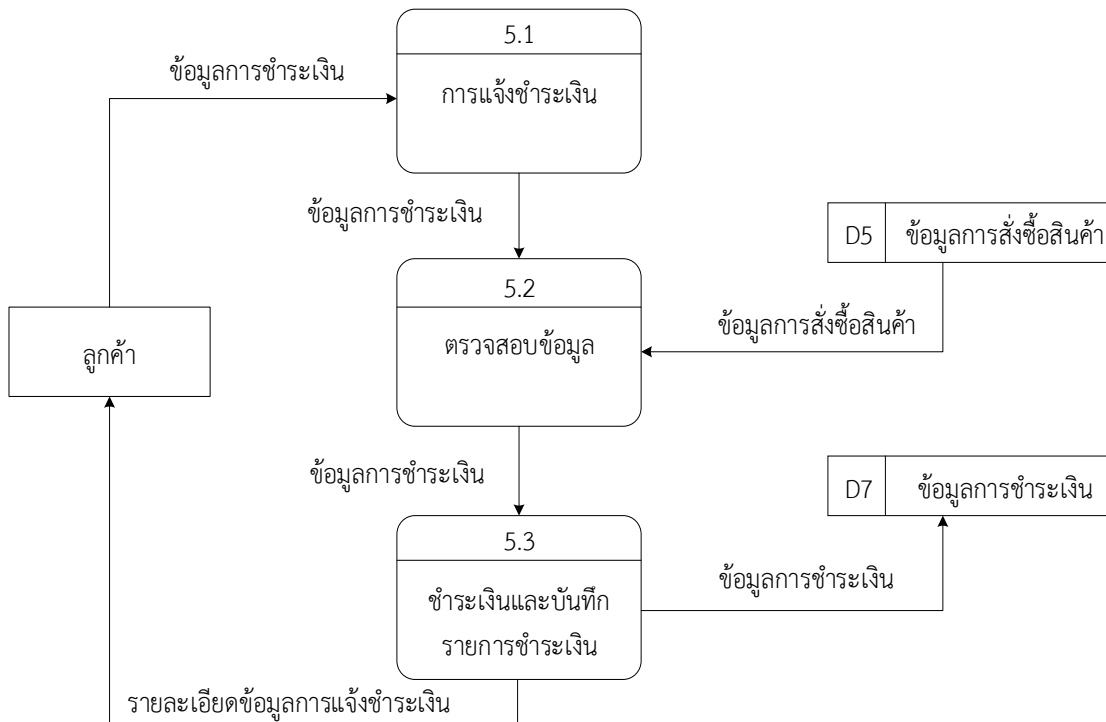 5.1
ข้อมูลการชำระเงิน
การแจ้งชำระเงิน
ข้อมูลการชำระเงิน
D5 ข้อมูลการสั่งซื้อสินค้า
5.2
ข้อมูลการสั่งซื้อสินค้า
ลูกค้า
ตรวจสอบข้อมูล
ข้อมูลการชำระเงิน
D7 ข้อมูลการชำระเงิน
5.3
ข้อมูลการชำระเงิน
ชำระเงินและบันทึก
รายการชำระเงิน
รายละเอียดข้อมูลการแจ้งชำระเงิน